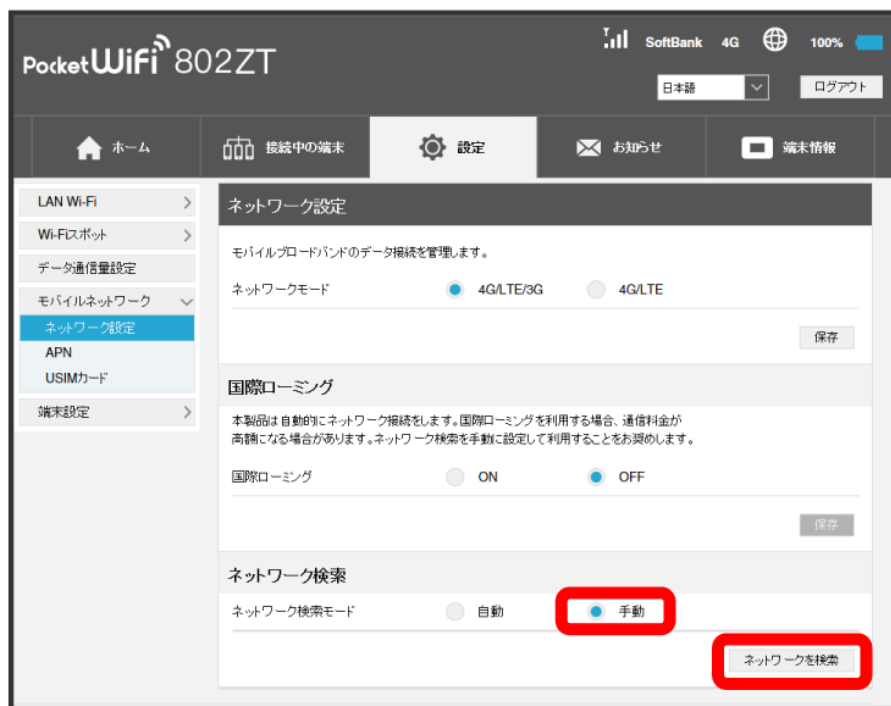 PocketWiFi 802ZT
SoftBank 4G 100%
日本語 ログアウト
ホーム 接続中の端末 設定 お知らせ 端末情報
LAN Wi-Fi
Wi-Fiスポット
データ通信量設定
モバイルネットワーク
ネットワーク設定
APN
USIMカード
端末設定
ネットワーク設定
モバイルブロードバンドのデータ接続を管理します。
ネットワークモード 4G/LTE/3G 4G/LTE
保存
国際ローミング
本製品は自動的にネットワーク接続をします。国際ローミングを利用する場合、通信料金が
高額になる場合があります。ネットワーク検索を手動に設定して利用することをお奨めします。
国際ローミング ON OFF
保存
ネットワーク検索
ネットワーク検索モード 自動 手動
ネットワークを検索